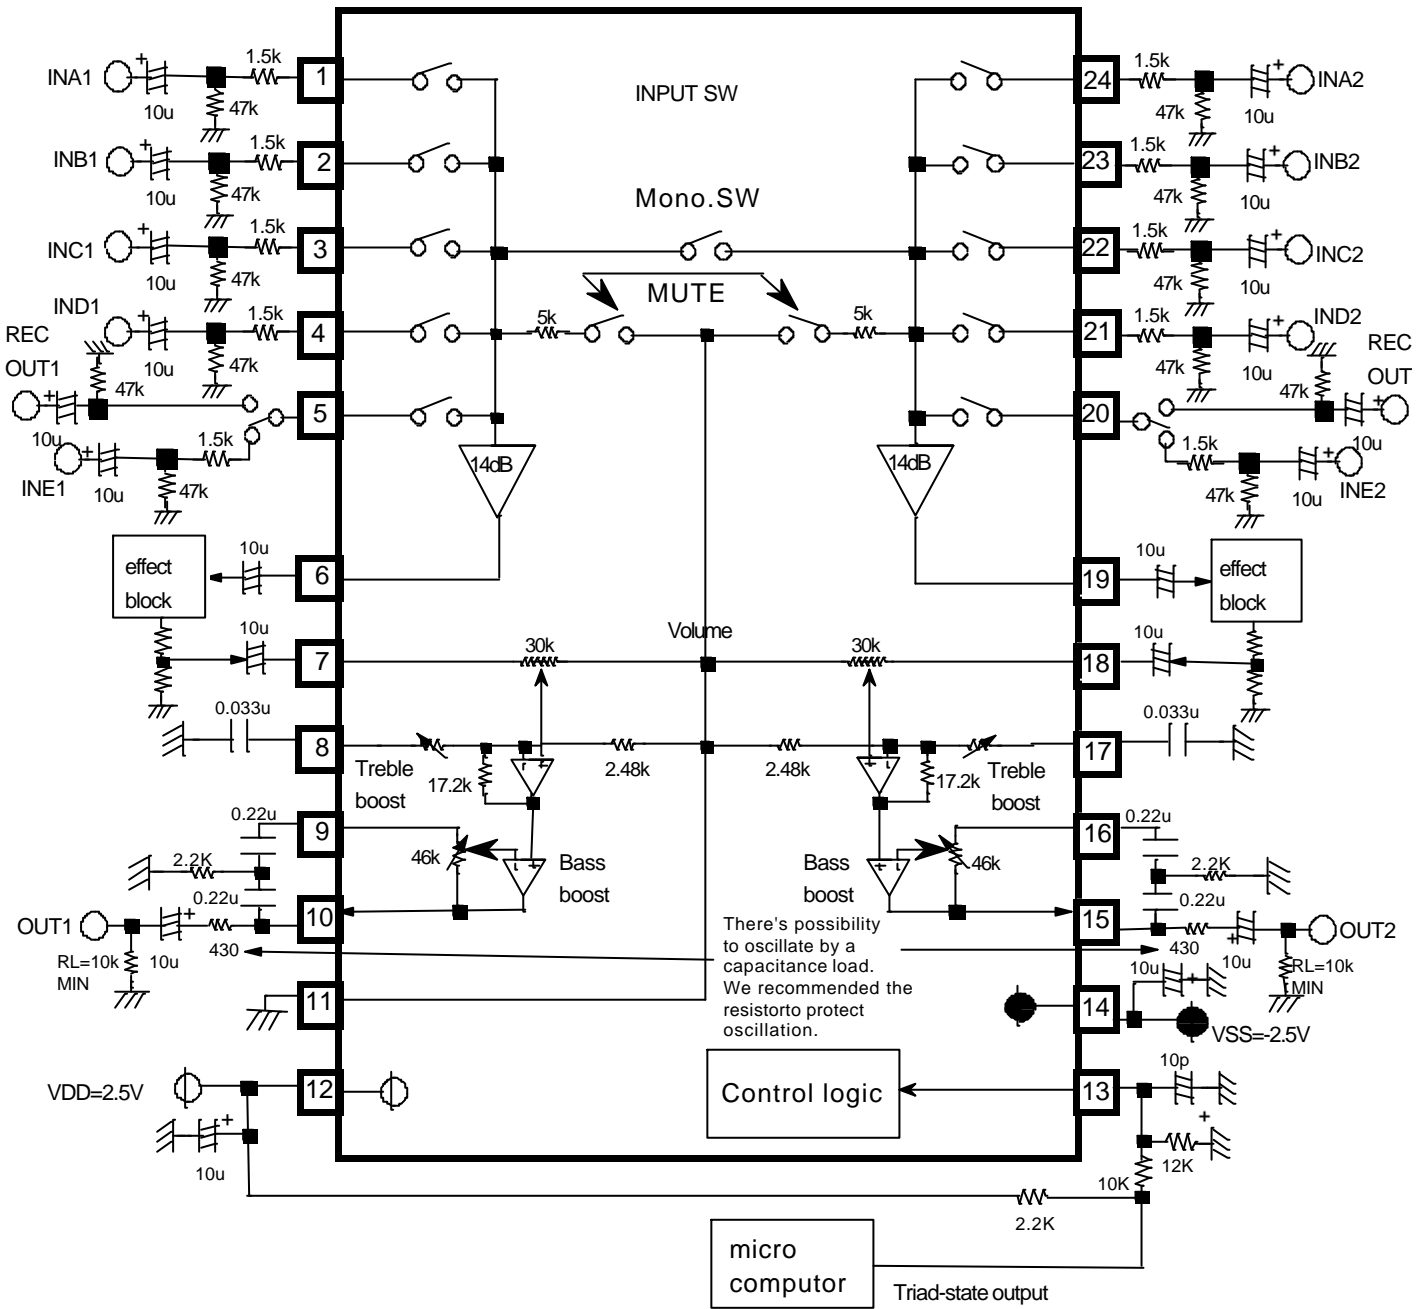 1.5k
INA1
+
10u
47k
1
INPUT SW
24
1.5k
47k
10u
+
INA2
1.5k
INB1
+
10u
47k
2
23
1.5k
47k
10u
+
INB2
Mono.SW
1.5k
INC1
+
10u
47k
3
22
1.5k
47k
10u
+
INC2
MUTE
IND1
+
1.5k
10u
47k
4
5k
5k
21
1.5k
47k
10u
+
IND2
REC
OUT1
47k
+
10u
5
20
REC
OUT
47k
+
10u
1.5k
INE1
+
10u
47k
14dB
14dB
1.5k
47k
10u
+
INE2
effect
block
10u
6
19
10u
effect
block
10u
7
Volume
30k
30k
18
10u
0.033u
8
Treble
boost
17.2k
2.48k
2.48k
17.2k
Treble
boost
17
0.033u
0.22u
9
46k
Bass
boost
Bass
boost
46k
16
0.22u
2.2K
2.2K
0.22u
0.22u
OUT1
RL=10k
MIN
10u
+
430
10
15
430
+
10u
OUT2
RL=10k
MIN
There's possibility
to oscillate by a
capacitance load.
We recommended the
resistorto protect
oscillation.
11
14
10u
+
VSS=-2.5V
VDD=2.5V
12
Control logic
13
10p
+
10u
+
12K
10K
2.2K
micro
computor
Triad-state output